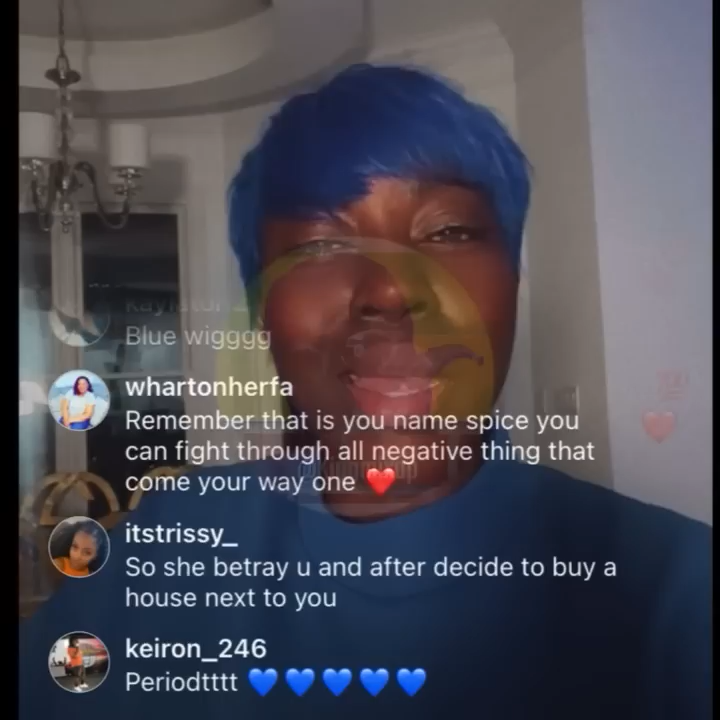 Blue wigggg
whartonherfa
Remember that is you name spice you
can fight through all negative thing that
come your way one ❤️
itstrissy_
So she betray u and after decide to buy a
house next to you
keiron_246
Periodtttt 💙💙💙💙💙